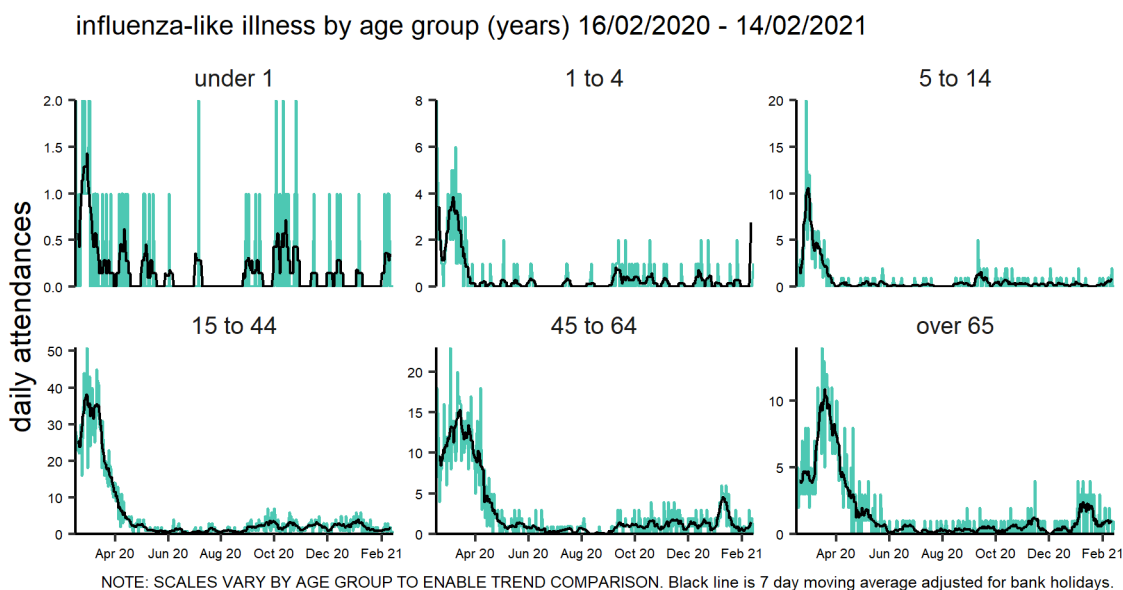 influenza-like illness by age group (years) 16/02/2020 - 14/02/2021
daily attendances
under 1
2.0
1.5
1.0
0.5
0.0
1 to 4
8
6
4
2
0
5 to 14
20
15
10
5
0
15 to 44
50
40
30
20
10
0
Apr 20 Jun 20 Aug 20 Oct 20 Dec 20 Feb 21
45 to 64
20
15
10
5
0
Apr 20 Jun 20 Aug 20 Oct 20 Dec 20 Feb 21
over 65
10
5
0
Apr 20 Jun 20 Aug 20 Oct 20 Dec 20 Feb 21
NOTE: SCALES VARY BY AGE GROUP TO ENABLE TREND COMPARISON. Black line is 7 day moving average adjusted for bank holidays.